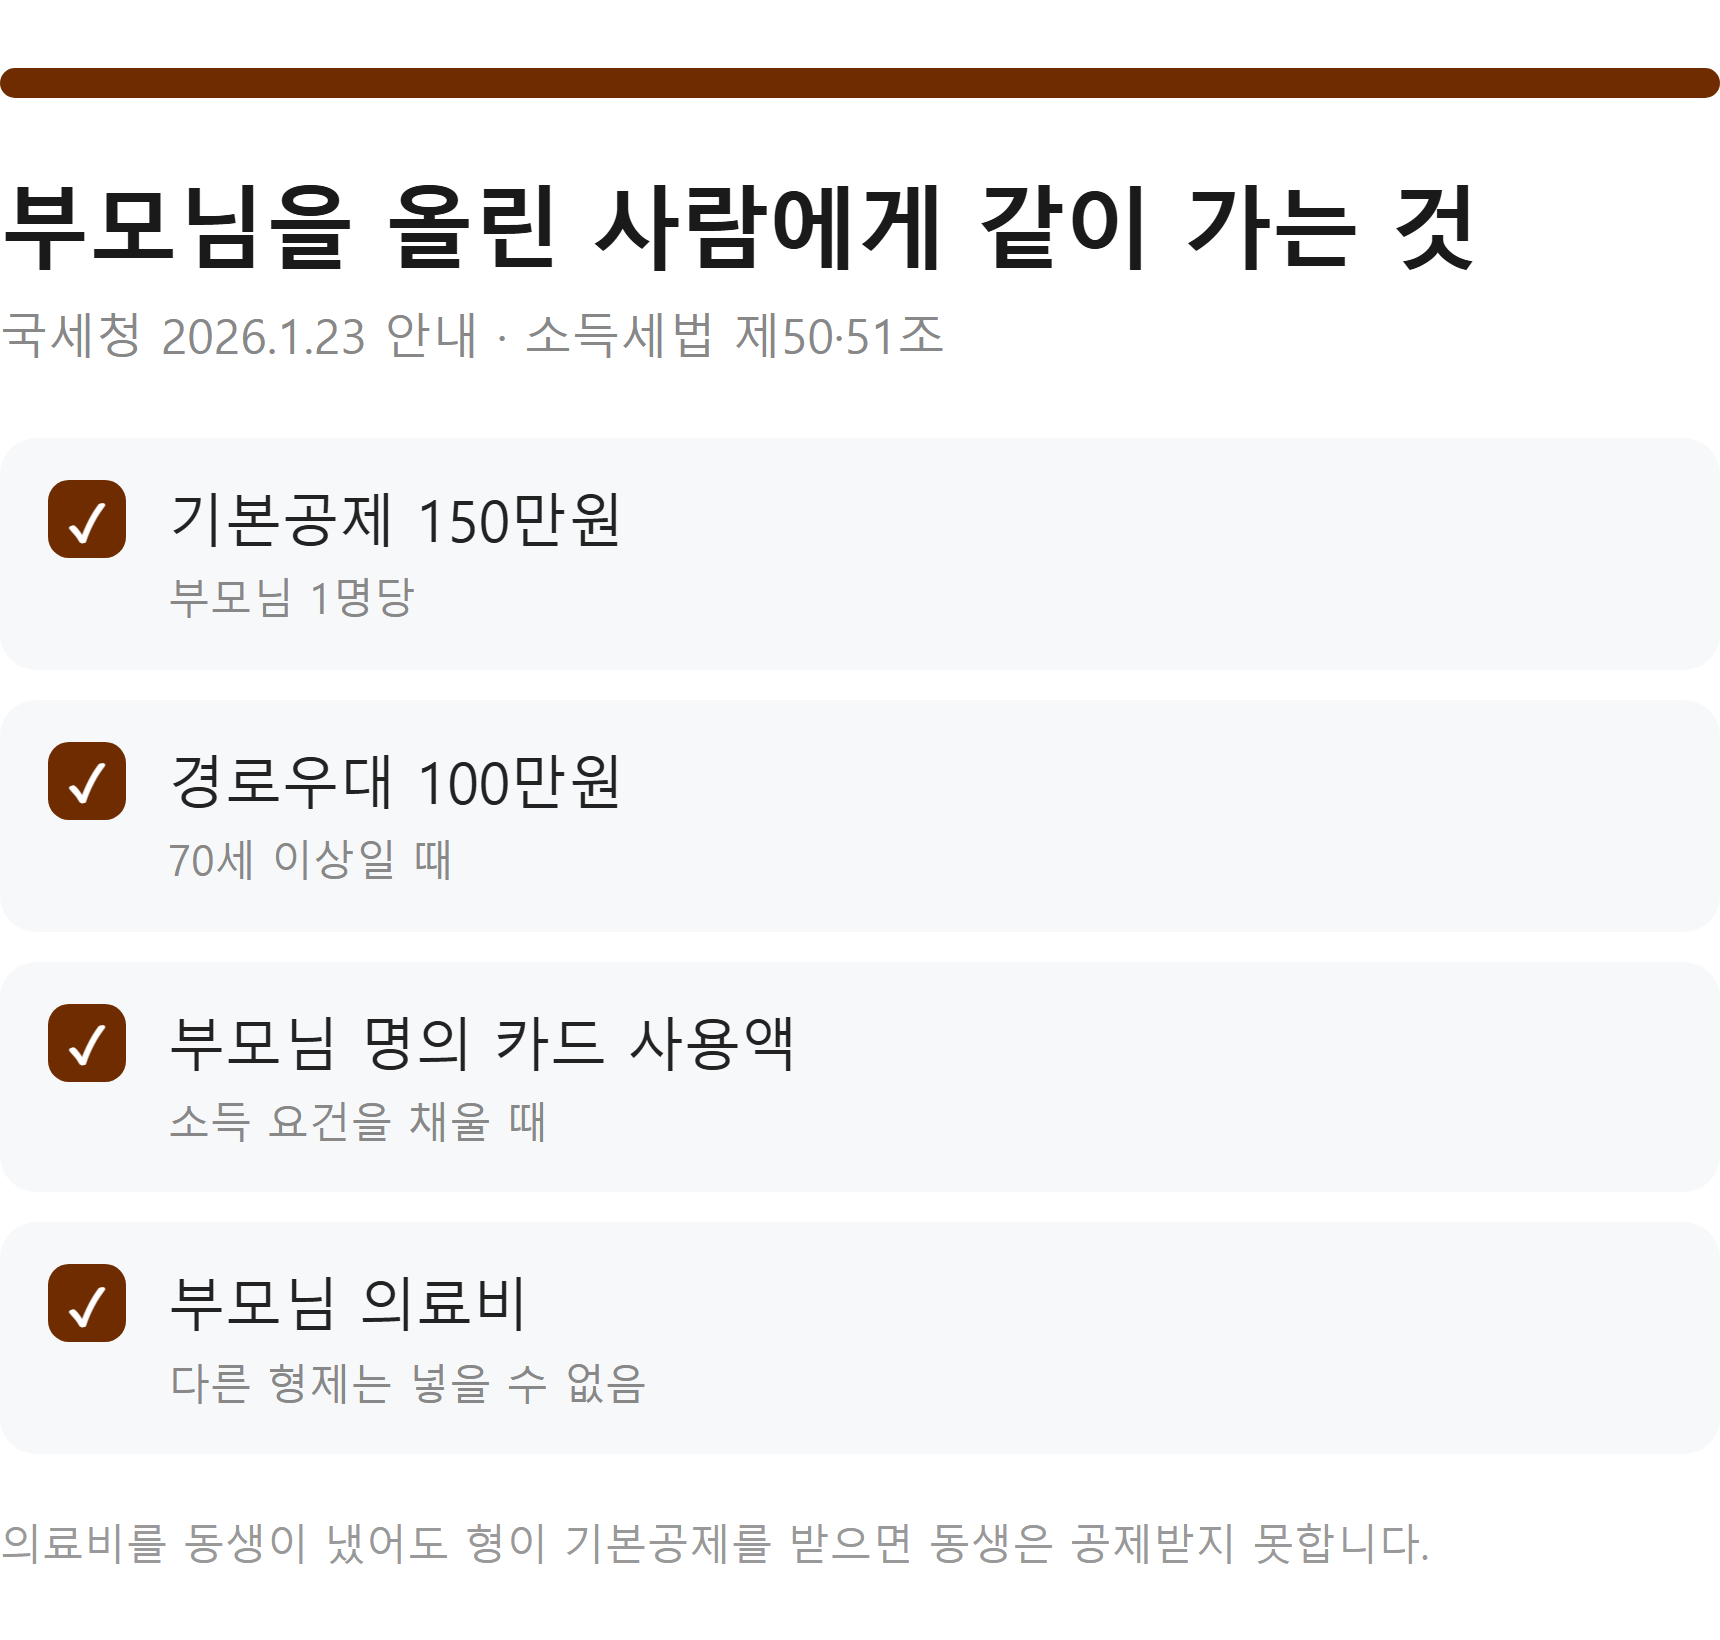 부모님을 올린 사람에게 같이 가는 것
국세청 2026.1.23 안내 · 소득세법 제50·51조
✓ 기본공제 150만원
부모님 1명당
✓ 경로우대 100만원
70세 이상일 때
✓ 부모님 명의 카드 사용액
소득 요건을 채울 때
✓ 부모님 의료비
다른 형제는 넣을 수 없음
의료비를 동생이 냈어도 형이 기본공제를 받으면 동생은 공제받지 못합니다.